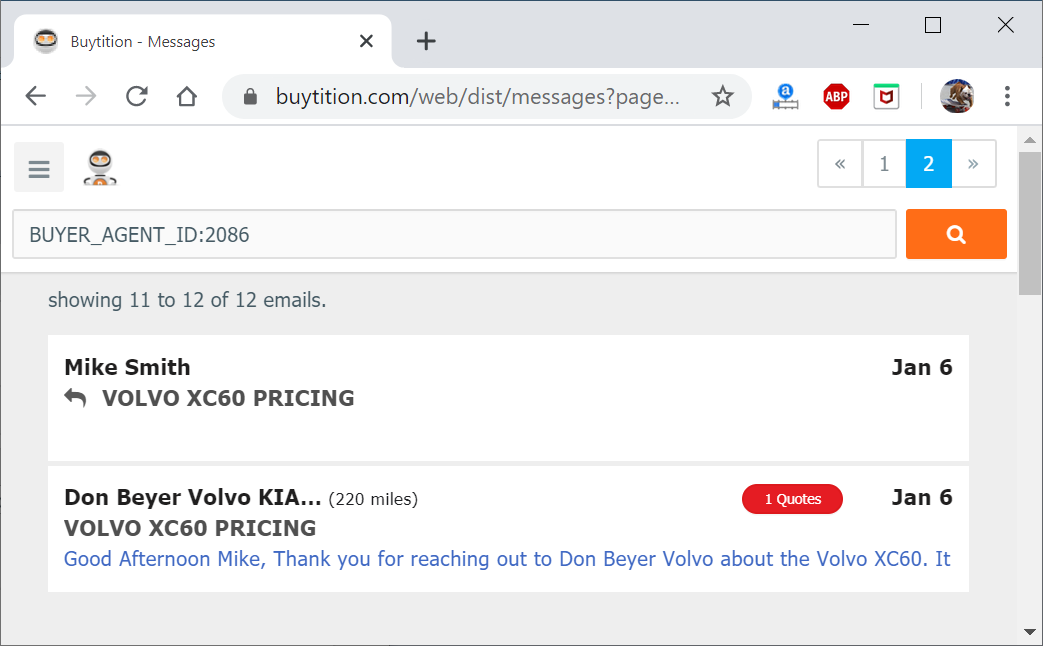 Buytition - Messages
buytition.com/web/dist/messages?page...
a
ABP
« 1 2 »
BUYER_AGENT_ID:2086
showing 11 to 12 of 12 emails.
Mike Smith Jan 6
VOLVO XC60 PRICING
Don Beyer Volvo KIA... (220 miles) 1 Quotes Jan 6
VOLVO XC60 PRICING
Good Afternoon Mike, Thank you for reaching out to Don Beyer Volvo about the Volvo XC60. It